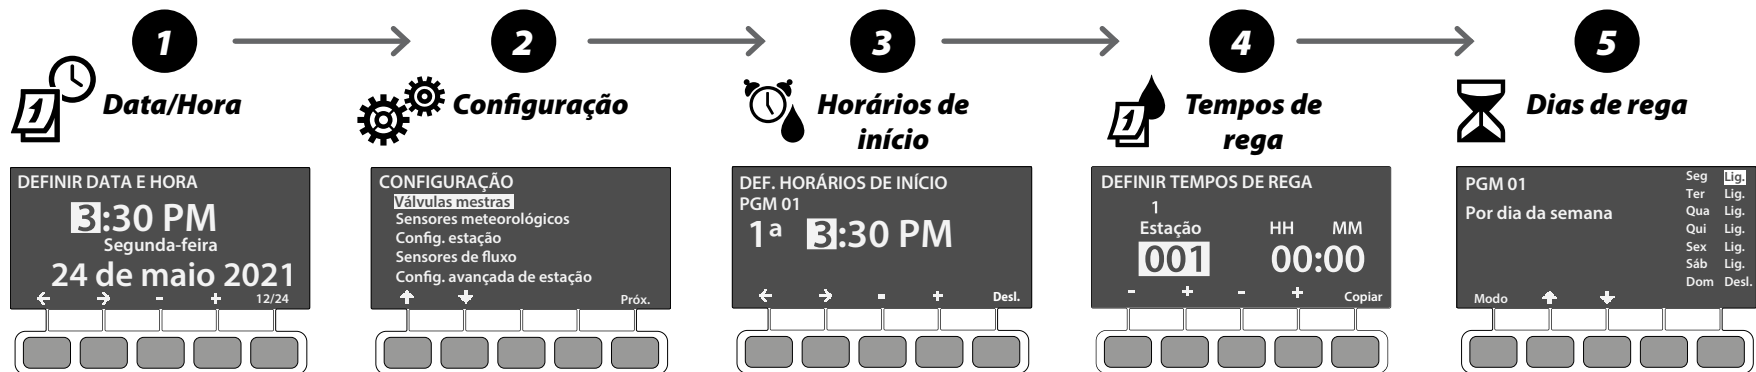 1
Data/Hora
DEFINIR DATA E HORA
3:30 PM
Segunda-feira
24 de maio 2021
- + 12/24
2
Configuração
CONFIGURAÇÃO
Válvulas mestras
Sensores meteorológicos
Config. estação
Sensores de fluxo
Config. avançada de estação
Próx.
3
Horários de
início
DEF. HORÁRIOS DE INÍCIO
PGM 01
1ª 3:30 PM
- + Desl.
4
1
Tempos de
rega
DEFINIR TEMPOS DE REGA
1
Estação HH MM
001 00:00
- + - + Copiar
5
Dias de rega
PGM 01
Por dia da semana
Seg Lig.
Ter Lig.
Qua Lig.
Qui Lig.
Sex Lig.
Sáb Lig.
Dom Desl.
Modo
1